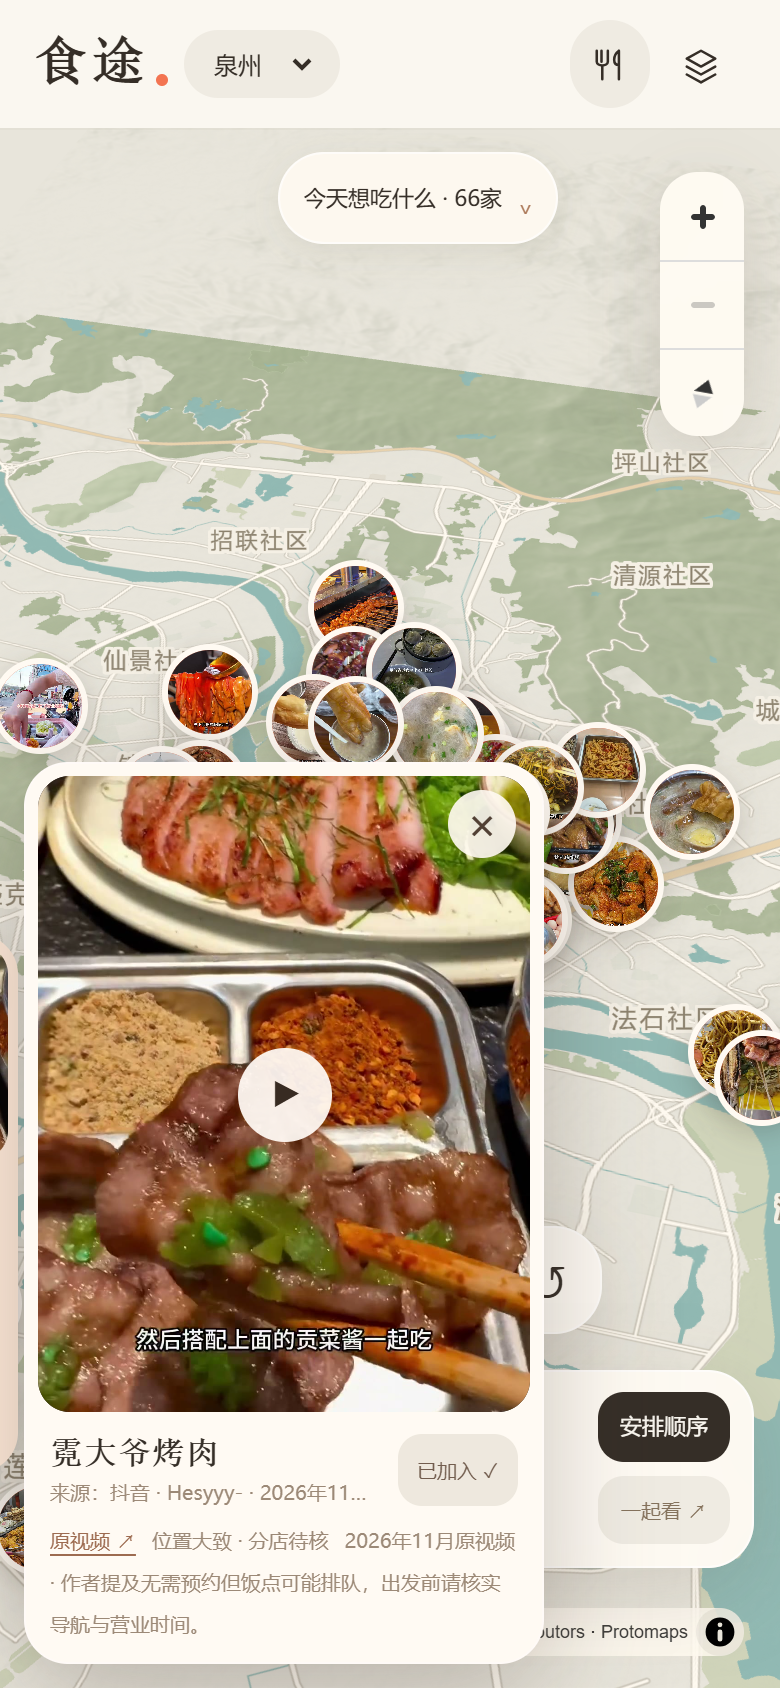 食途
泉州
今天想吃什么 · 66家
坪山社区
招联社区
清源社区
仙景社
城
社
克
法石社区
然后搭配上面的贡菜酱一起吃
霓大爷烤肉
已加入 ✓
来源：抖音 · Hesyyy- · 2026年11...
原视频 ↗ 位置大致 · 分店待核 2026年11月原视频
· 作者提及无需预约但饭点可能排队，出发前请核实
导航与营业时间。
安排顺序
一起看 ↗
莲
utors · Protomaps